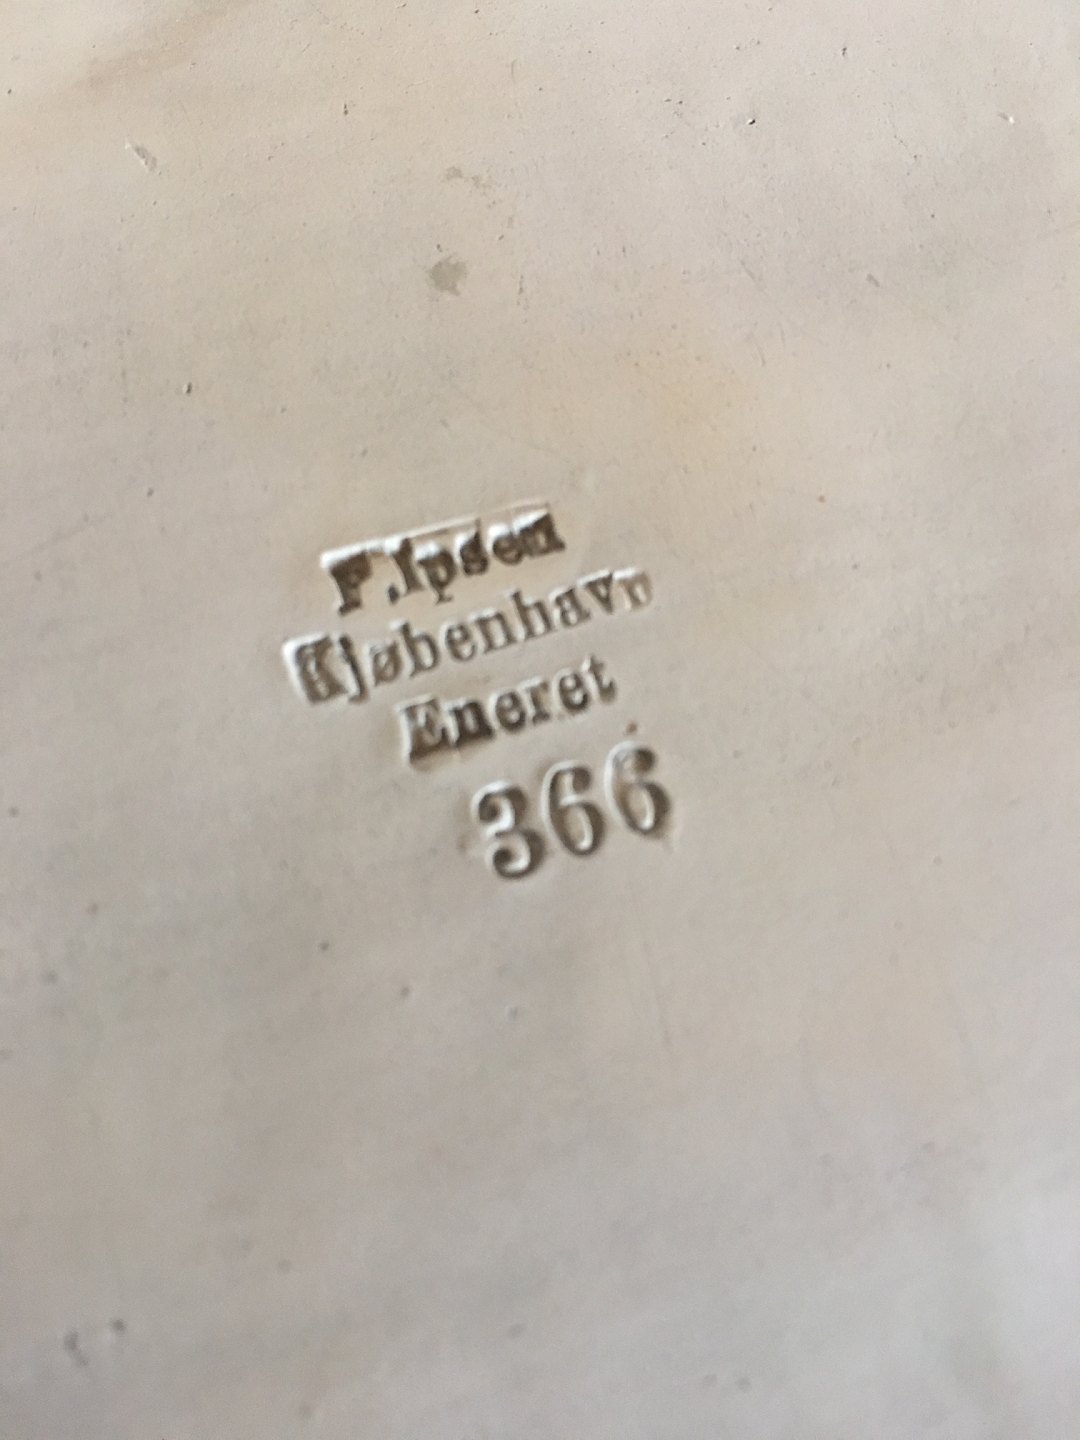 P. Ipsen
Kjøbenhavn
Eneret
366